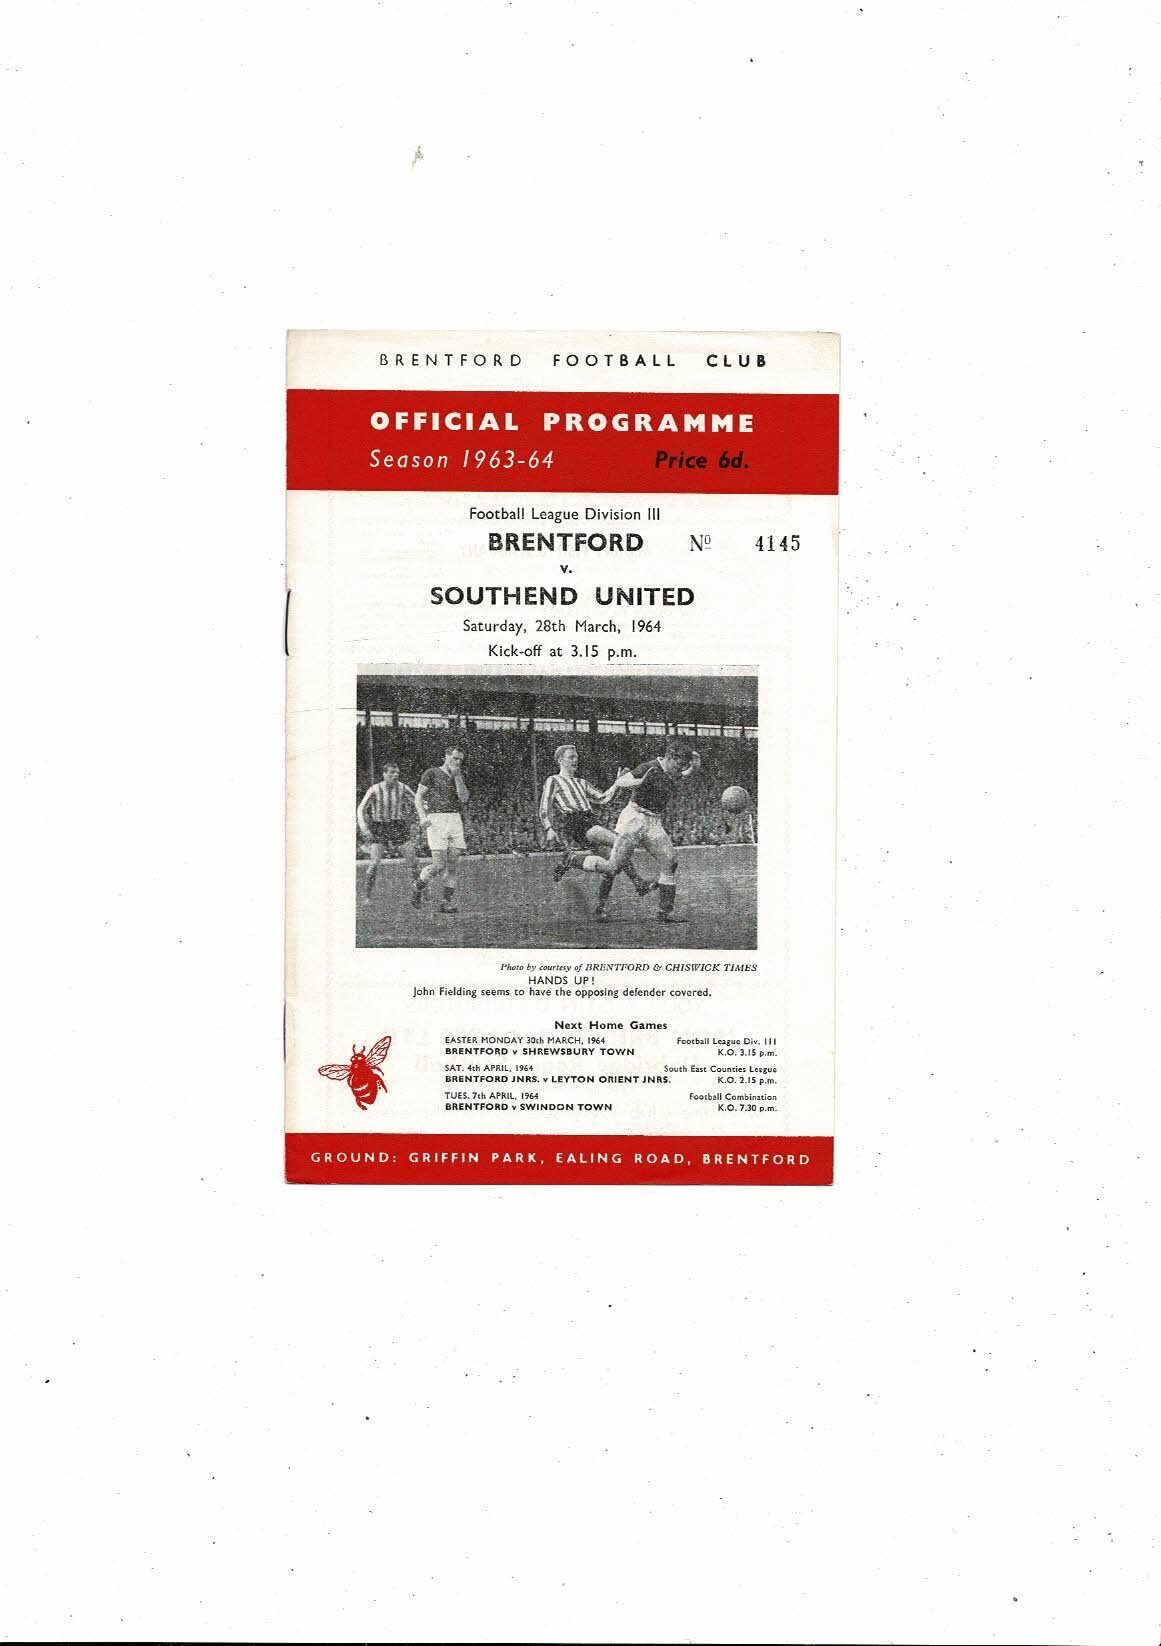 BRENTFORD FOOTBALL CLUB
OFFICIAL PROGRAMME
Season 1963-64 Price 6d.
Football League Division III
BRENTFORD Nº 4145
v.
SOUTHEND UNITED
Saturday, 28th March, 1964
Kick-off at 3.15 p.m.
Photo by courtesy of BRENTFORD & CHISWICK TIMES
HANDS UP!
John Fielding seems to have the opposing defender covered.
Next Home Games
EASTER MONDAY 30th MARCH, 1964 Football League Div. III
BRENTFORD v SHREWSBURY TOWN K.O. 3.15 p.m.
SAT. 4th APRIL, 1964 South East Counties League
BRENTFORD JNRS. v LEYTON ORIENT JNRS. K.O. 2.15 p.m.
TUES. 7th APRIL, 1964 Football Combination
BRENTFORD v SWINDON TOWN K.O. 7.30 p.m.
GROUND: GRIFFIN PARK, EALING ROAD, BRENTFORD